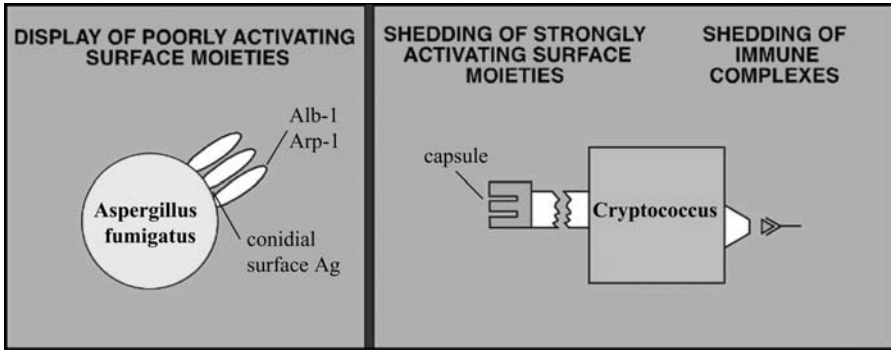 DISPLAY OF POORLY ACTIVATING
SURFACE MOIETIES
Alb-1
Arp-1
Aspergillus
fumigatus
conidial
surface Ag
SHEDDING OF STRONGLY
ACTIVATING SURFACE
MOIETIES
SHEDDING OF
IMMUNE
COMPLEXES
capsule
Cryptococcus